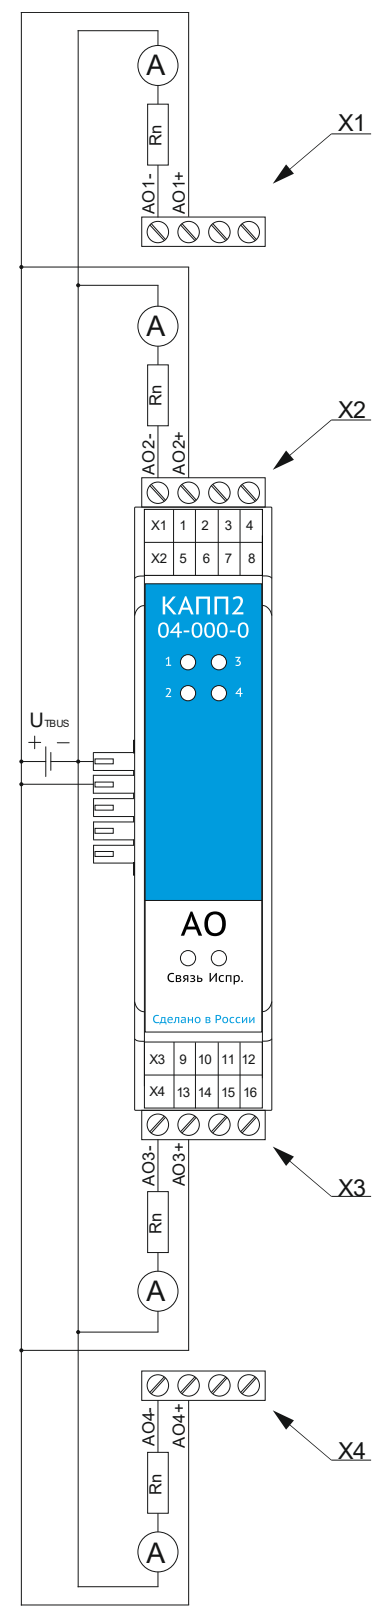 A
Rn
AO1-
AO1+
X1
A
Rn
AO2-
AO2+
X2
X1 1 2 3 4
X2 5 6 7 8
КАПП2
04-000-0
1 3
2 4
UTBUS
+ −
АО
Связь Испр.
Сделано в России
X3 9 10 11 12
X4 13 14 15 16
AO3-
AO3+
X3
Rn
A
AO4-
AO4+
X4
Rn
A